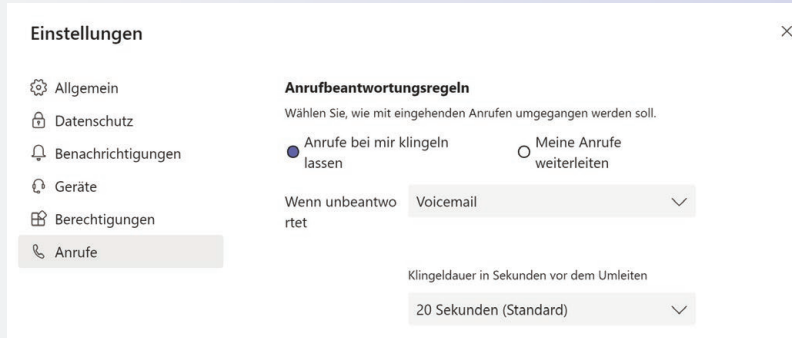 Einstellungen
Allgemein
Datenschutz
Benachrichtigungen
Geräte
Berechtigungen
Anrufe
Anrufbeantwortungsregeln
Wählen Sie, wie mit eingehenden Anrufen umgegangen werden soll.
Anrufe bei mir klingeln
lassen
Meine Anrufe
weiterleiten
Wenn unbeantwo
rtet
Voicemail
Klingeldauer in Sekunden vor dem Umleiten
20 Sekunden (Standard)